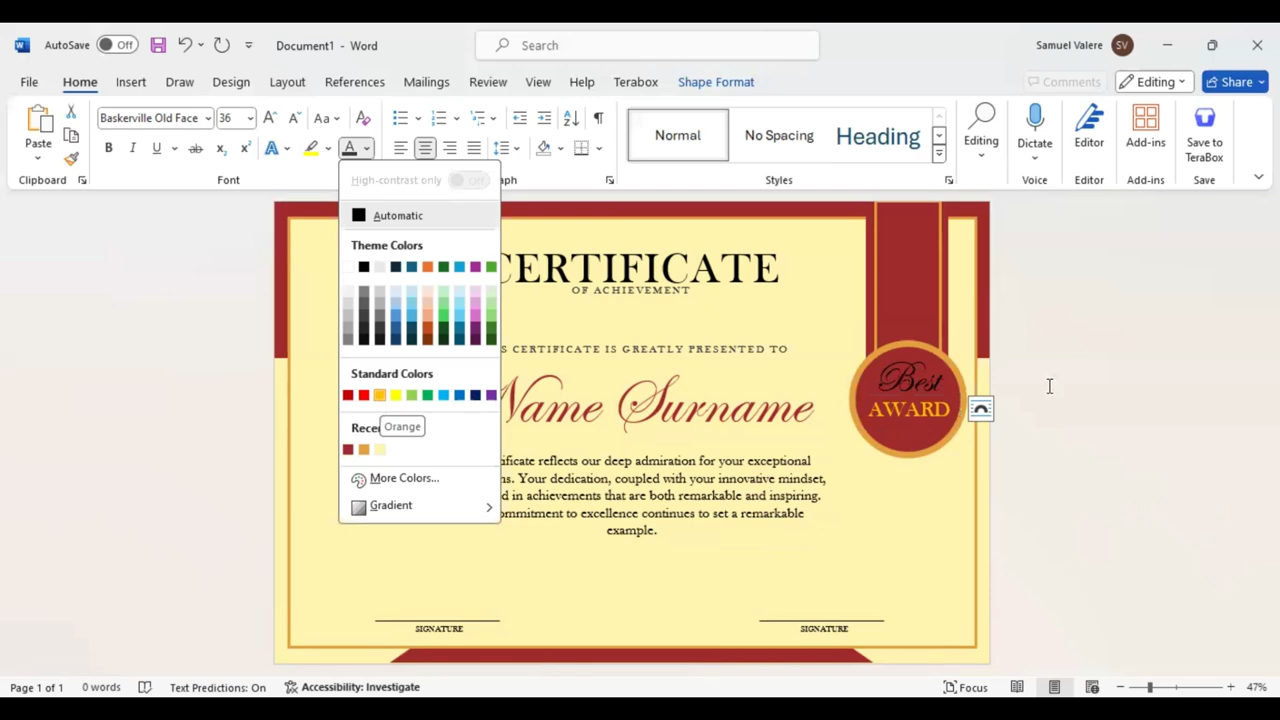 AutoSave Off Document1 - Word Search Samuel Valere SV
File Home Insert Draw Design Layout References Mailings Review View Help Terabox Shape Format Comments Editing Share
Paste Baskerville Old Face 36 Aa Normal No Spacing Heading Editing Dictate Editor Add-ins Save to TeraBox
Clipboard Font Styles Voice Editor Add-ins Save
High-contrast only Off
Automatic
Theme Colors
Standard Colors
Orange
More Colors...
Gradient
CERTIFICATE
OF ACHIEVEMENT
CERTIFICATE IS GREATLY PRESENTED TO
Name Surname
Best
AWARD
reflects our deep admiration for your exceptional
Your dedication, coupled with your innovative mindset,
in achievements that are both remarkable and inspiring.
commitment to excellence continues to set a remarkable
example.
SIGNATURE SIGNATURE
Page 1 of 1 0 words Text Predictions: On Accessibility: Investigate Focus 47%